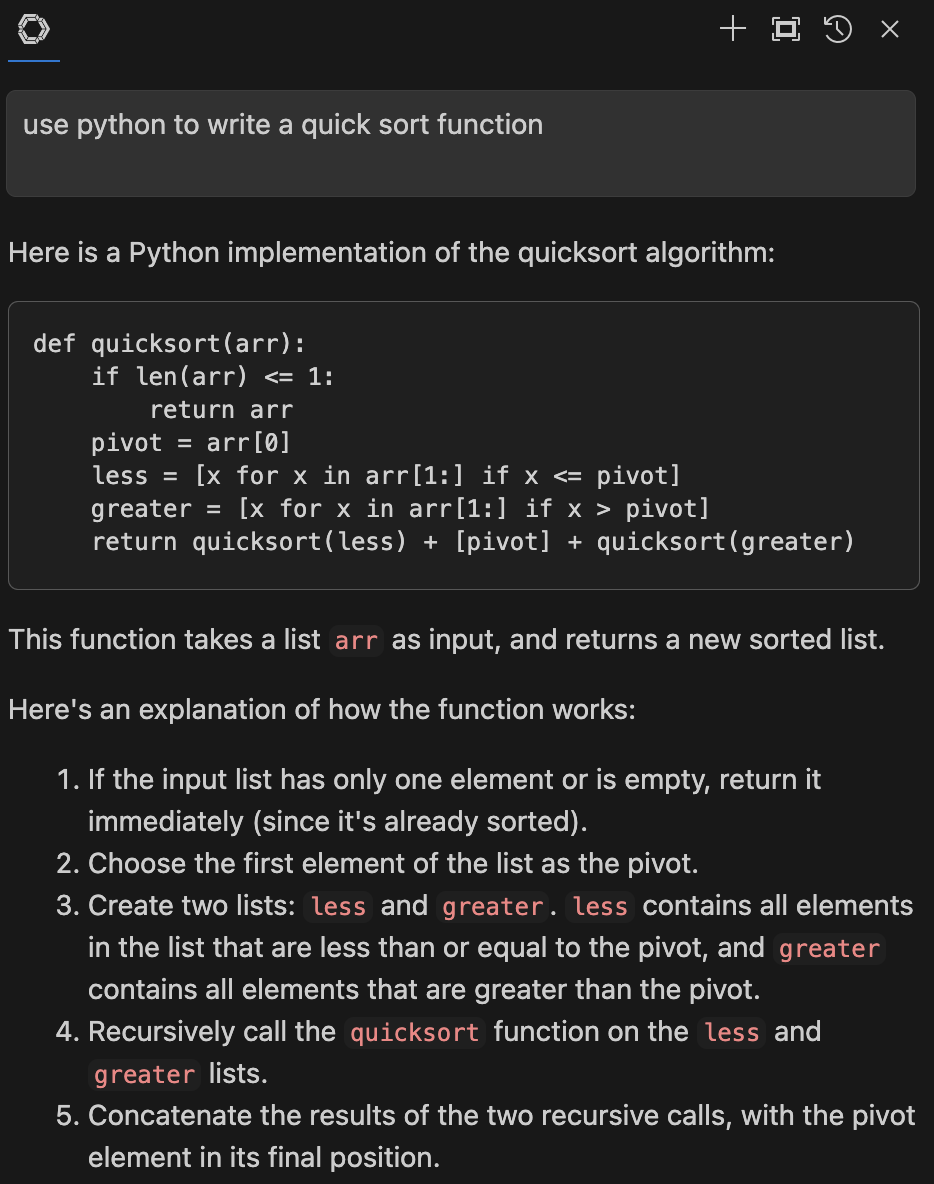 use python to write a quick sort function
Here is a Python implementation of the quicksort algorithm:
def quicksort(arr):
    if len(arr) <= 1:
        return arr
    pivot = arr[0]
    less = [x for x in arr[1:] if x <= pivot]
    greater = [x for x in arr[1:] if x > pivot]
    return quicksort(less) + [pivot] + quicksort(greater)
This function takes a list arr as input, and returns a new sorted list.
Here's an explanation of how the function works:
1. If the input list has only one element or is empty, return it
immediately (since it's already sorted).
2. Choose the first element of the list as the pivot.
3. Create two lists: less and greater. less contains all elements
in the list that are less than or equal to the pivot, and greater
contains all elements that are greater than the pivot.
4. Recursively call the quicksort function on the less and
greater lists.
5. Concatenate the results of the two recursive calls, with the pivot
element in its final position.